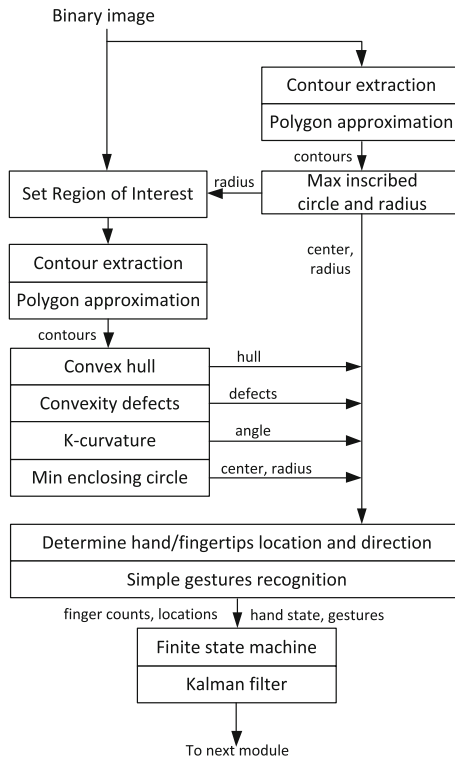 Binary image
Contour extraction
Polygon approximation
contours
Set Region of Interest
radius
Max inscribed
circle and radius
center,
radius
Contour extraction
Polygon approximation
contours
Convex hull
hull
Convexity defects
defects
K-curvature
angle
Min enclosing circle
center, radius
Determine hand/fingertips location and direction
Simple gestures recognition
finger counts, locations
hand state, gestures
Finite state machine
Kalman filter
To next module